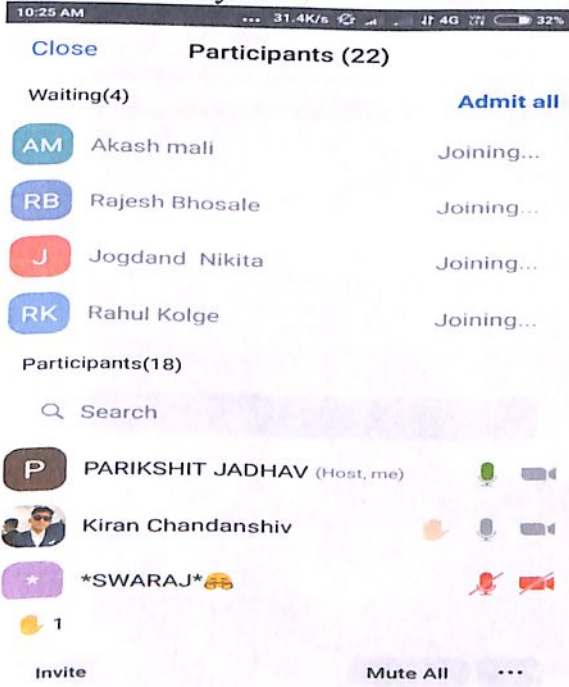 10:25 AM ... 31.4K/s 4G 32%
Close Participants (22)
Waiting(4) Admit all
AM Akash mali Joining...
RB Rajesh Bhosale Joining...
J Jogdand Nikita Joining...
RK Rahul Kolge Joining...
Participants(18)
Search
P PARIKSHIT JADHAV (Host, me)
Kiran Chandanshiv
* *SWARAJ*🤗
✋ 1
Invite Mute All ...